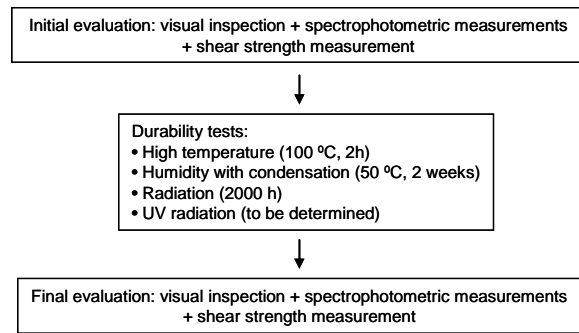 Initial evaluation: visual inspection + spectrophotometric measurements
+ shear strength measurement
Durability tests:
• High temperature (100 ºC, 2h)
• Humidity with condensation (50 ºC, 2 weeks)
• Radiation (2000 h)
• UV radiation (to be determined)
Final evaluation: visual inspection + spectrophotometric measurements
+ shear strength measurement